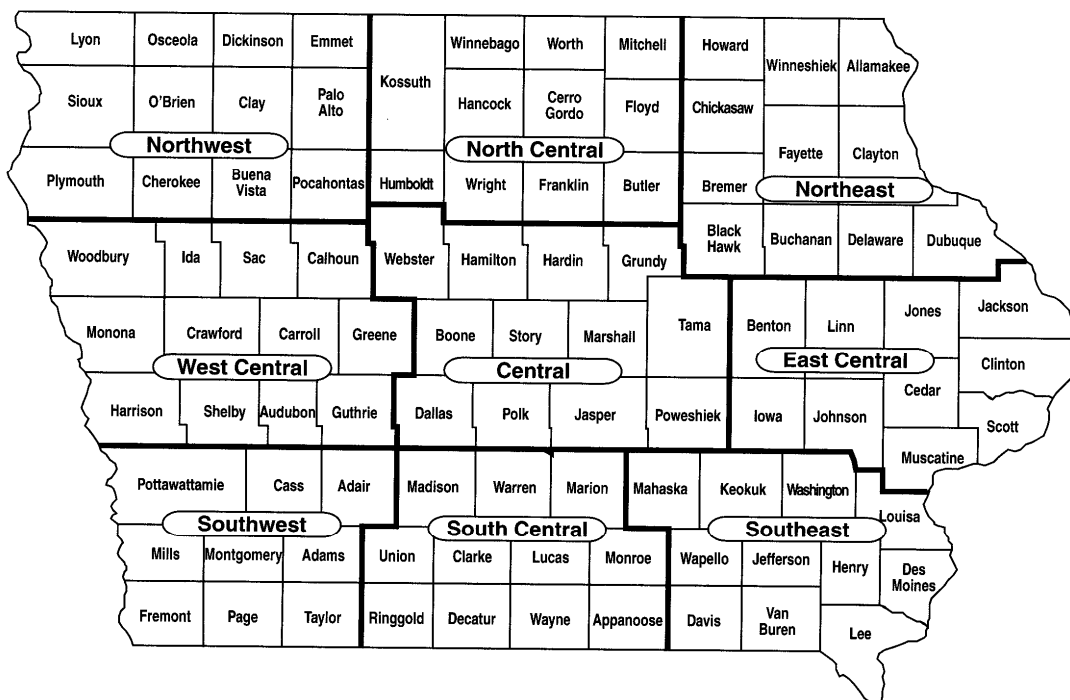 Lyon
Osceola
Dickinson
Emmet
Kossuth
Winnebago
Worth
Mitchell
Howard
Winneshiek
Allamakee
Sioux
O'Brien
Clay
Palo
Alto
Hancock
Cerro
Gordo
Floyd
Chickasaw
Northwest
North Central
Fayette
Clayton
Plymouth
Cherokee
Buena
Vista
Pocahontas
Humboldt
Wright
Franklin
Butler
Bremer
Northeast
Woodbury
Ida
Sac
Calhoun
Webster
Hamilton
Hardin
Grundy
Black
Hawk
Buchanan
Delaware
Dubuque
Monona
Crawford
Carroll
Greene
Boone
Story
Marshall
Tama
Benton
Linn
Jones
Jackson
West Central
Central
East Central
Clinton
Harrison
Shelby
Audubon
Guthrie
Dallas
Polk
Jasper
Poweshiek
Iowa
Johnson
Cedar
Scott
Muscatine
Pottawattamie
Cass
Adair
Madison
Warren
Marion
Mahaska
Keokuk
Washington
Louisa
Southwest
South Central
Southeast
Mills
Montgomery
Adams
Union
Clarke
Lucas
Monroe
Wapello
Jefferson
Henry
Des
Moines
Fremont
Page
Taylor
Ringgold
Decatur
Wayne
Appanoose
Davis
Van
Buren
Lee